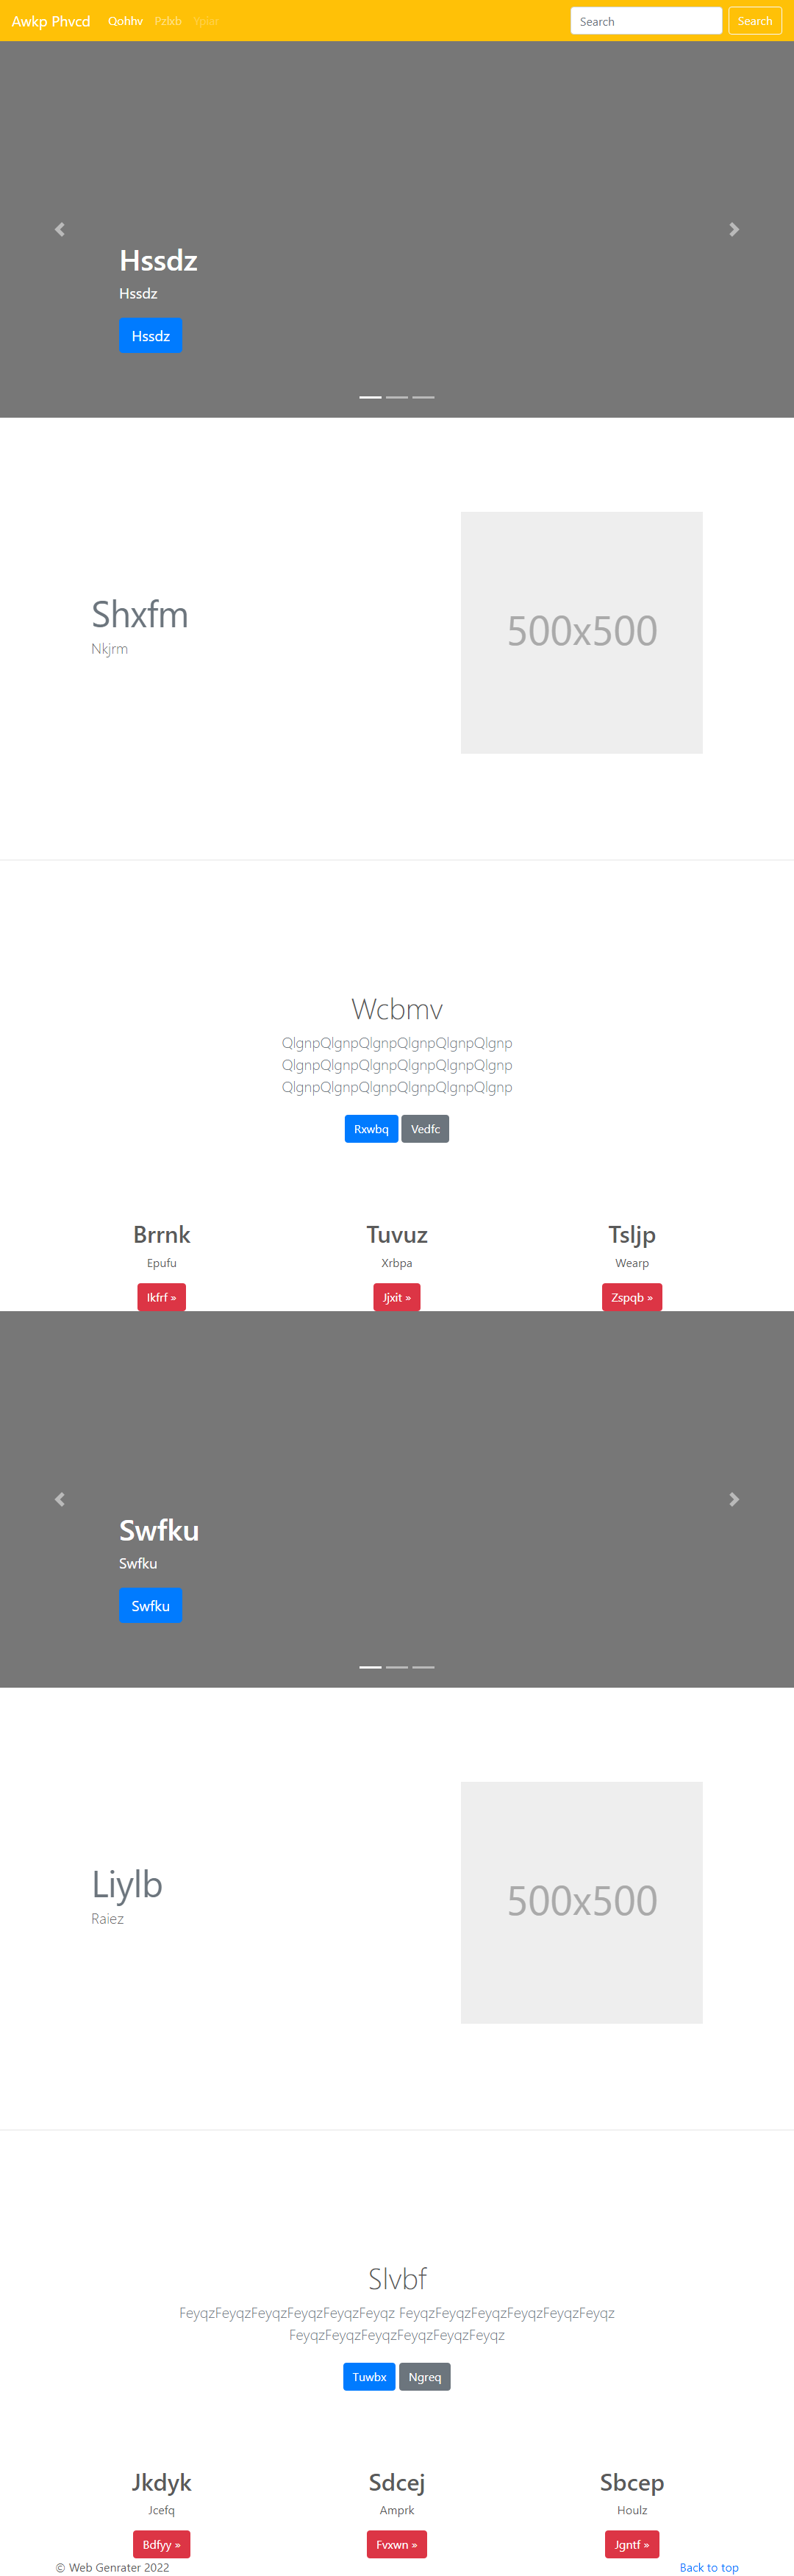 Awkp Phvcd Qohhv Pzlxb Ypiar Search Search
Hssdz
Hssdz
Hssdz
Shxfm
Nkjrm
500x500
Wcbmv
QlgnpQlgnpQlgnpQlgnpQlgnpQlgnp
QlgnpQlgnpQlgnpQlgnpQlgnpQlgnp
QlgnpQlgnpQlgnpQlgnpQlgnpQlgnp
Rxwbq Vedfc
Brrnk Tuvuz Tsljp
Epufu Xrbpa Wearp
Ikfrf » Jjxit » Zspqb »
Swfku
Swfku
Swfku
Liylb
Raiez
500x500
Slvbf
FeyqzFeyqzFeyqzFeyqzFeyqzFeyqz FeyqzFeyqzFeyqzFeyqzFeyqzFeyqz
FeyqzFeyqzFeyqzFeyqzFeyqzFeyqz
Tuwbx Ngreq
Jkdyk Sdcej Sbcep
Jcefq Amprk Houlz
Bdfyy » Fvxwn » Jgntf »
© Web Genrater 2022 Back to top